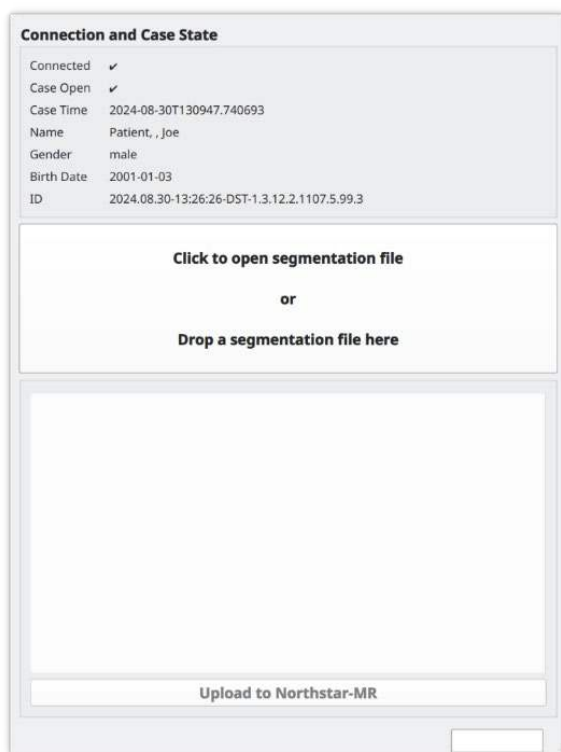 Connection and Case State
Connected ✔
Case Open ✔
Case Time 2024-08-30T130947.740693
Name Patient, , Joe
Gender male
Birth Date 2001-01-03
ID 2024.08.30-13:26:26-DST-1.3.12.2.1107.5.99.3
Click to open segmentation file
or
Drop a segmentation file here
Upload to Northstar-MR